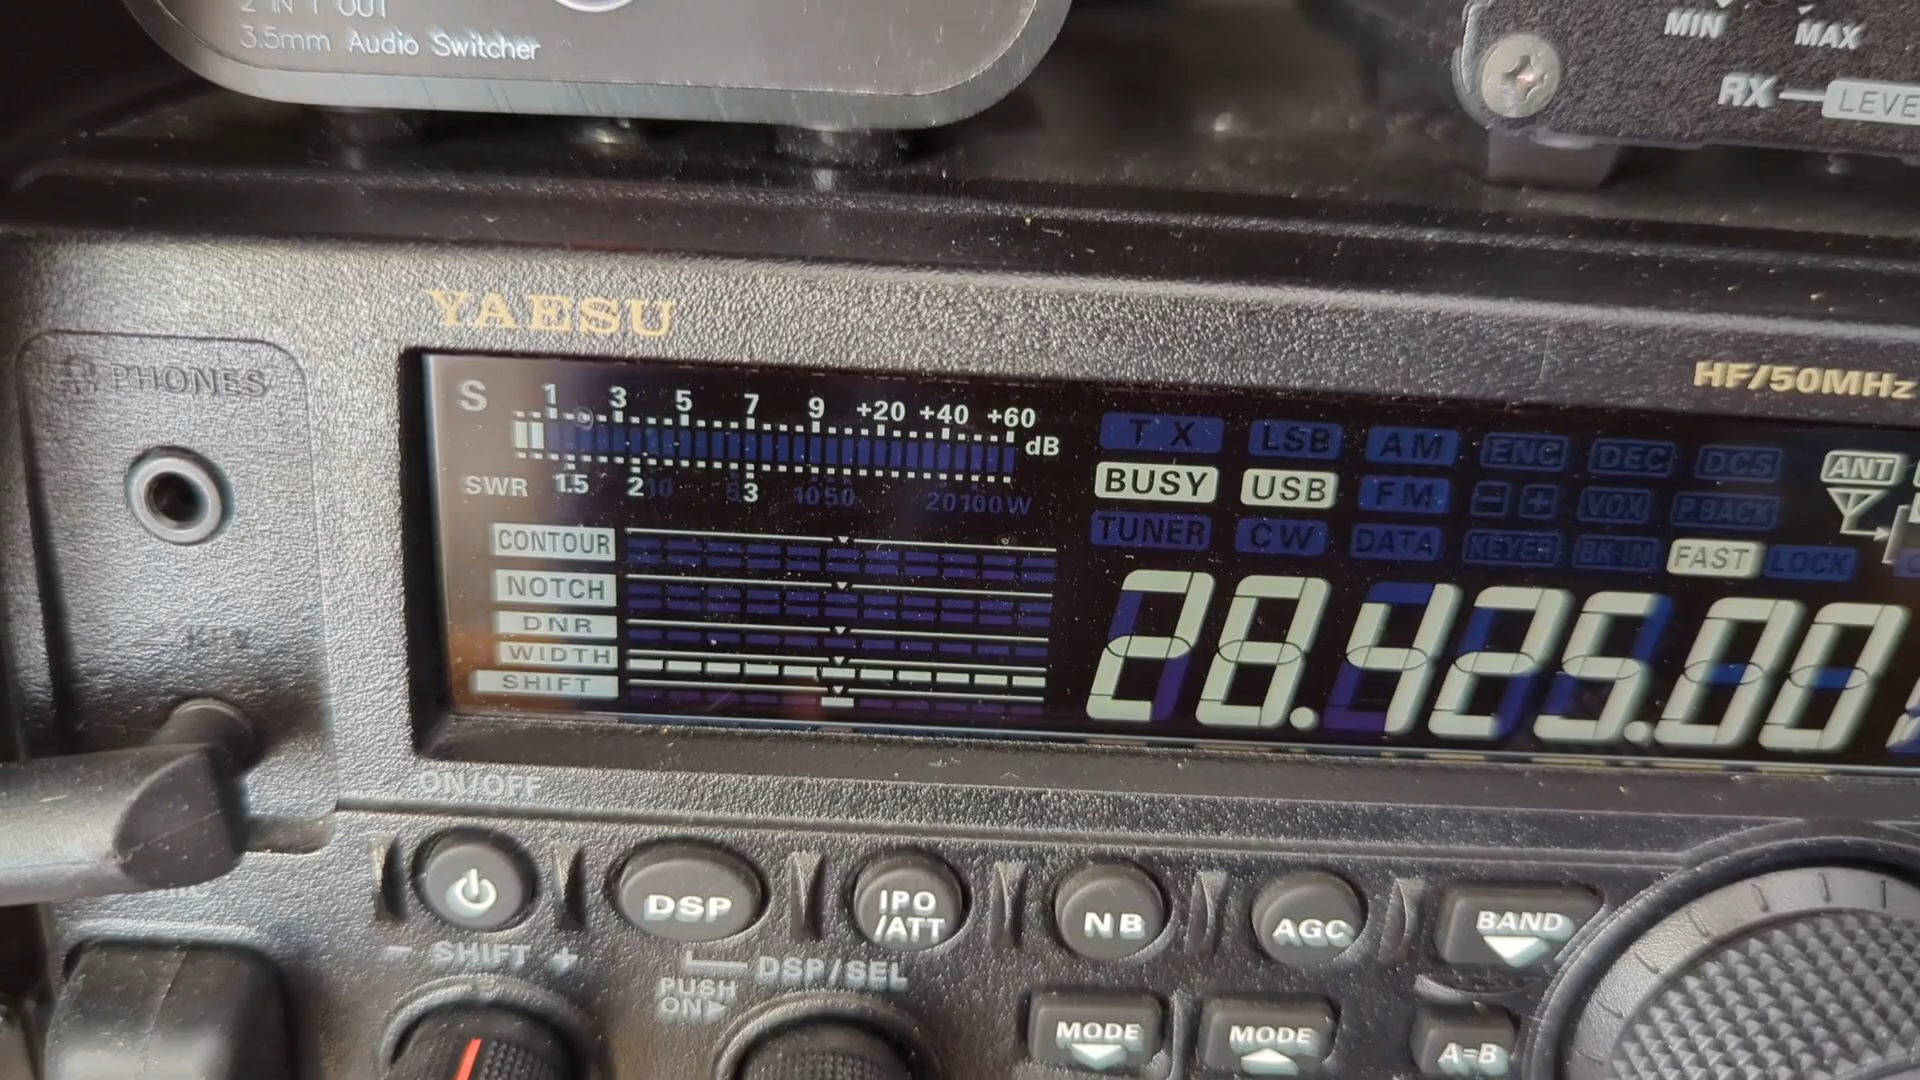 2 IN 1 OUT
3.5mm Audio Switcher
MIN MAX
RX LEVE
YAESU
HF/50MHz
PHONES
S 1 3 5 7 9 +20 +40 +60 dB
SWR 1.5 2 10 5 3 10 50 20 100W
TX LSB AM ENC DEC DCS
BUSY USB FM - + VOX PBACK
TUNER CW DATA KEYER BK-IN FAST LOCK
ANT
CONTOUR
NOTCH
DNR
WIDTH
SHIFT
28.425.00
KEY
ON/OFF
DSP
IPO
/ATT
NB
AGC
BAND
- SHIFT +
DSP/SEL
PUSH
ON
MODE
MODE
A=B